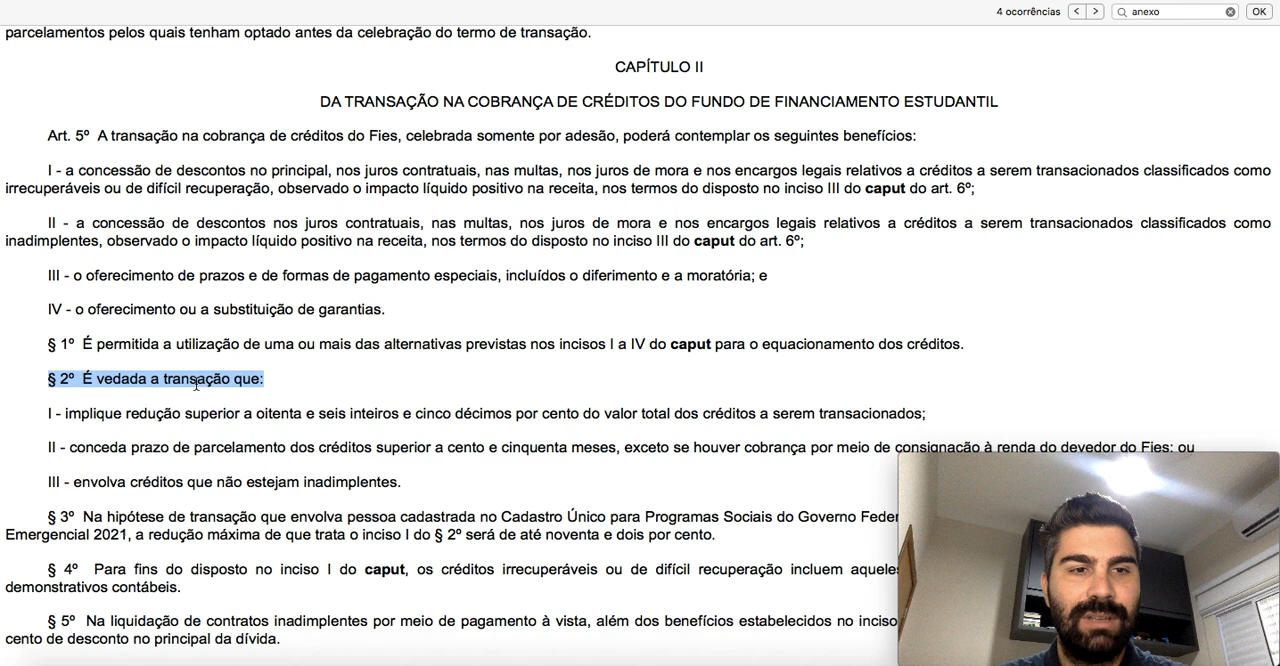 4 ocorrências < > anexo OK
parcelamentos pelos quais tenham optado antes da celebração do termo de transação.
CAPÍTULO II
DA TRANSAÇÃO NA COBRANÇA DE CRÉDITOS DO FUNDO DE FINANCIAMENTO ESTUDANTIL
Art. 5º A transação na cobrança de créditos do Fies, celebrada somente por adesão, poderá contemplar os seguintes benefícios:
I - a concessão de descontos no principal, nos juros contratuais, nas multas, nos juros de mora e nos encargos legais relativos a créditos a serem transacionados classificados como
irrecuperáveis ou de difícil recuperação, observado o impacto líquido positivo na receita, nos termos do disposto no inciso III do caput do art. 6º;
II - a concessão de descontos nos juros contratuais, nas multas, nos juros de mora e nos encargos legais relativos a créditos a serem transacionados classificados como
inadimplentes, observado o impacto líquido positivo na receita, nos termos do disposto no inciso III do caput do art. 6º;
III - o oferecimento de prazos e de formas de pagamento especiais, incluídos o diferimento e a moratória; e
IV - o oferecimento ou a substituição de garantias.
§ 1º É permitida a utilização de uma ou mais das alternativas previstas nos incisos I a IV do caput para o equacionamento dos créditos.
§ 2º É vedada a transação que:
I - implique redução superior a oitenta e seis inteiros e cinco décimos por cento do valor total dos créditos a serem transacionados;
II - conceda prazo de parcelamento dos créditos superior a cento e cinquenta meses, exceto se houver cobrança por meio de consignação à renda do devedor do Fies; ou
III - envolva créditos que não estejam inadimplentes.
§ 3º Na hipótese de transação que envolva pessoa cadastrada no Cadastro Único para Programas Sociais do Governo Feder
Emergencial 2021, a redução máxima de que trata o inciso I do § 2º será de até noventa e dois por cento.
§ 4º Para fins do disposto no inciso I do caput, os créditos irrecuperáveis ou de difícil recuperação incluem aqueles
demonstrativos contábeis.
§ 5º Na liquidação de contratos inadimplentes por meio de pagamento à vista, além dos benefícios estabelecidos no inciso
cento de desconto no principal da dívida.